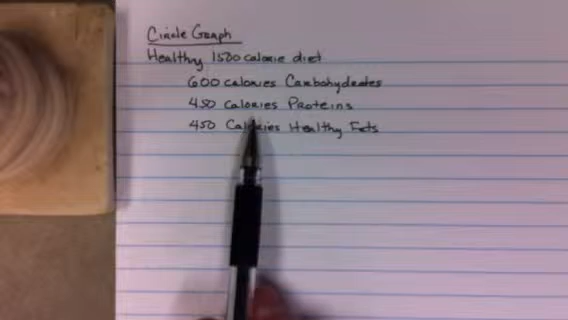 Circle Graph
Healthy 1500 calorie diet
600 calories Carbohydrates
450 calories Proteins
450 Calories Healthy Fats